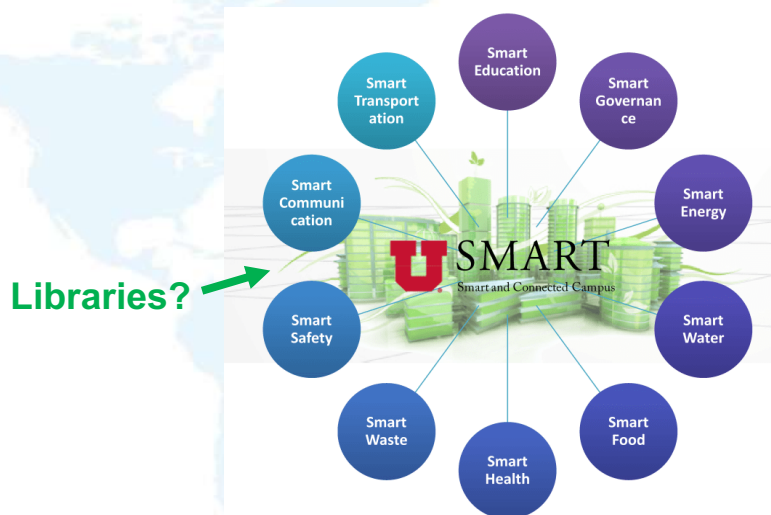 Smart
Education
Smart
Governan
ce
Smart
Energy
Smart
Water
Smart
Food
Smart
Health
Smart
Waste
Smart
Safety
Smart
Communi
cation
Smart
Transport
ation
U SMART
Smart and Connected Campus
Libraries?